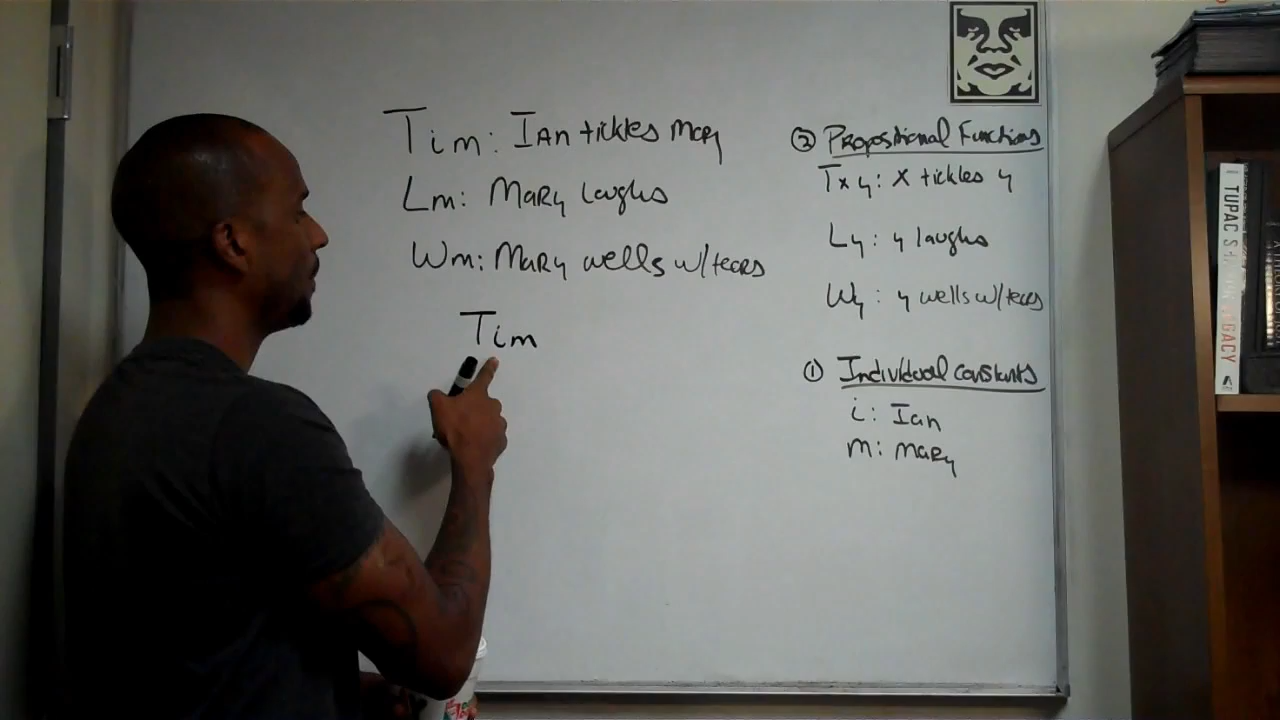 Tim: Ian tickles Mary
Lm: Mary laughs
Wm: Mary wells w/tears
Tim
② Propositional Functions
Txy: x tickles y
Ly: y laughs
Wy: y wells w/tears
① Individual constants
i: Ian
m: Mary
TUPAC SHAKUR LEGACY